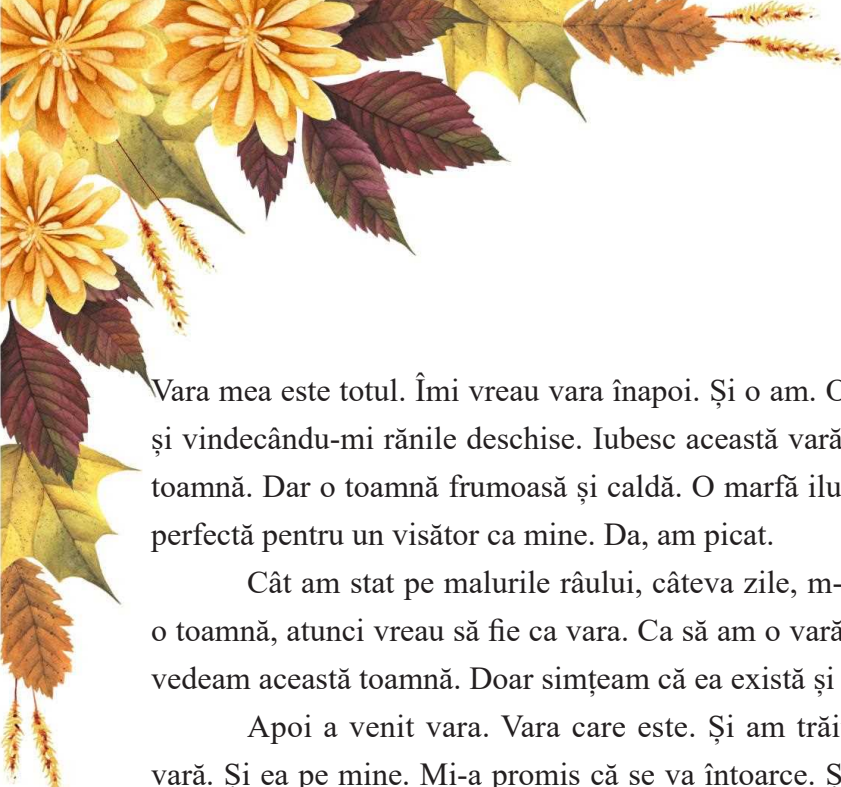 Vara mea este totul. Îmi vreau vara înapoi. Și o am. O
și vindecându-mi rănile deschise. Iubesc această vară
toamnă. Dar o toamnă frumoasă și caldă. O marfă ilu
perfectă pentru un visător ca mine. Da, am picat.
Cât am stat pe malurile râului, câteva zile, m-
o toamnă, atunci vreau să fie ca vara. Ca să am o vară
vedeam această toamnă. Doar simțeam că ea există și
Apoi a venit vara. Vara care este. Și am trăi
vară. Și ea pe mine. Mi-a promis că se va întoarce. Ș